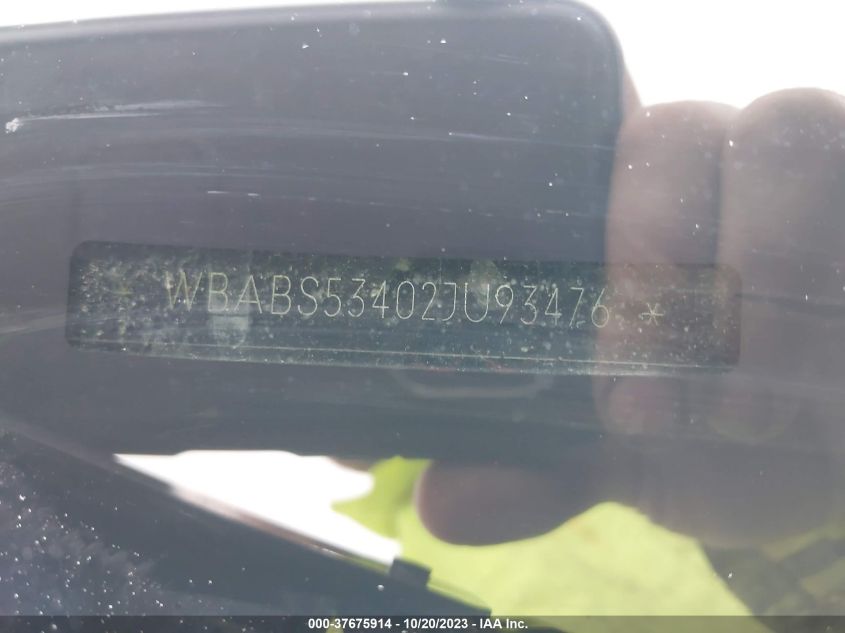 * WBABS53402JU93476 *
000-37675914 - 10/20/2023 - IAA Inc.